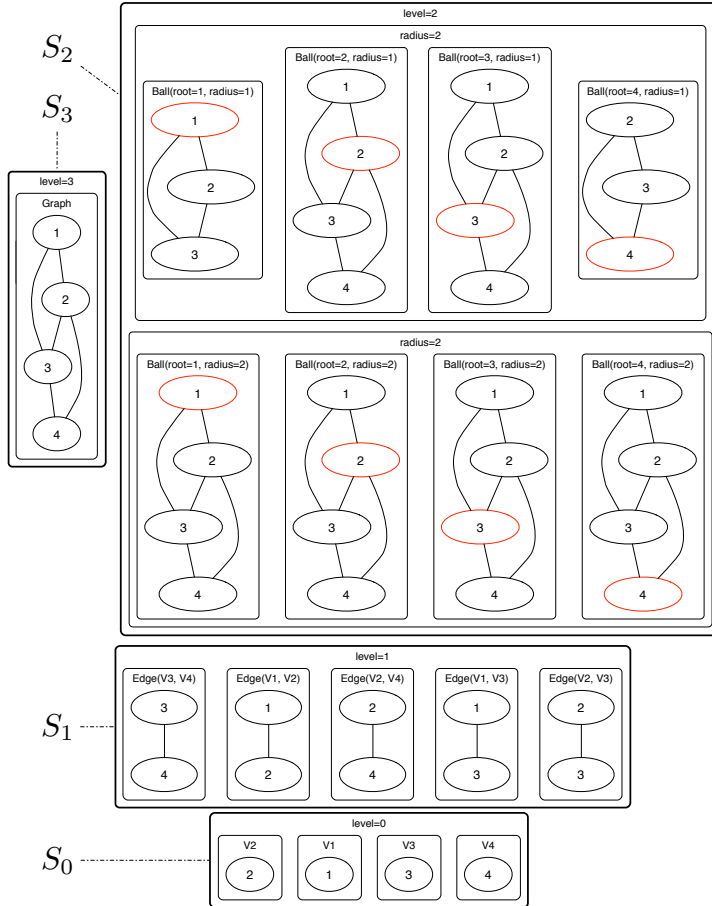 level=2
S2
radius=2
Ball(root=1, radius=1)
1
2
3
Ball(root=2, radius=1)
1
2
3
4
Ball(root=3, radius=1)
1
2
3
4
Ball(root=4, radius=1)
2
3
4
S3
level=3
Graph
1
2
3
4
radius=2
Ball(root=1, radius=2)
1
2
3
4
Ball(root=2, radius=2)
1
2
3
4
Ball(root=3, radius=2)
1
2
3
4
Ball(root=4, radius=2)
1
2
3
4
S1
level=1
Edge(V3, V4)
3
4
Edge(V1, V2)
1
2
Edge(V2, V4)
2
4
Edge(V1, V3)
1
3
Edge(V2, V3)
2
3
S0
level=0
V2
2
V1
1
V3
3
V4
4